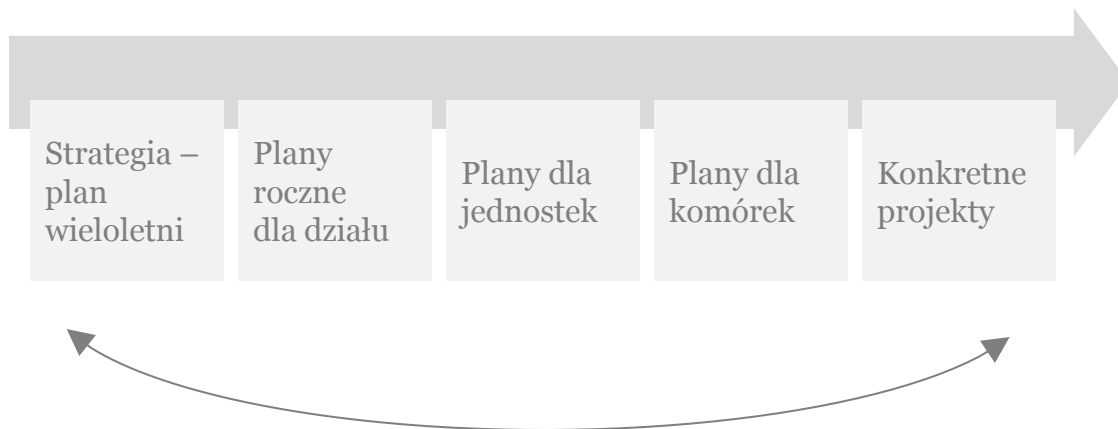 Strategia –
plan
wieloletni
Plany
roczne
dla działu
Plany dla
jednostek
Plany dla
komórek
Konkretne
projekty